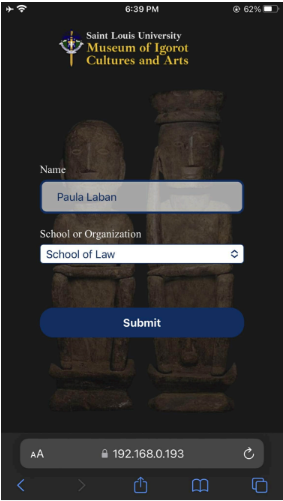 6:39 PM
62%
Saint Louis University
Museum of Igorot
Cultures and Arts
Name
Paula Laban
School or Organization
School of Law
Submit
AA
192.168.0.193